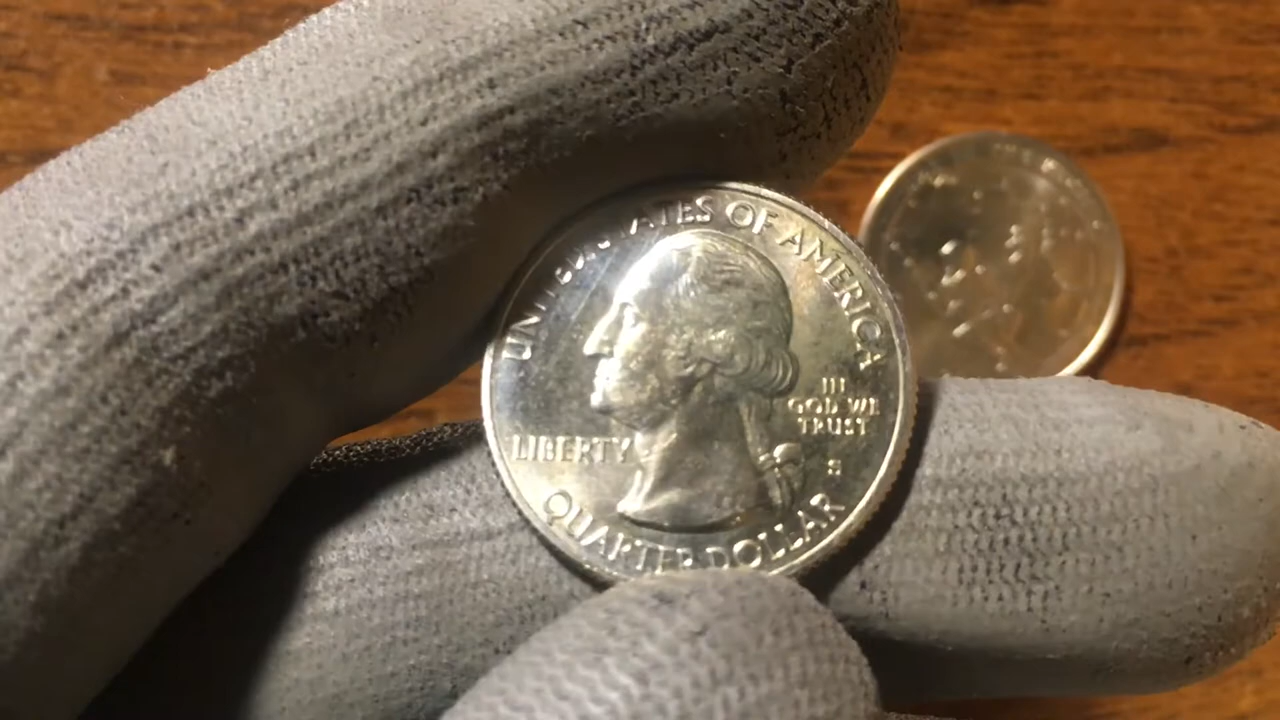 UNITED STATES OF AMERICA
LIBERTY
IN
GOD WE
TRUST
S
QUARTER DOLLAR